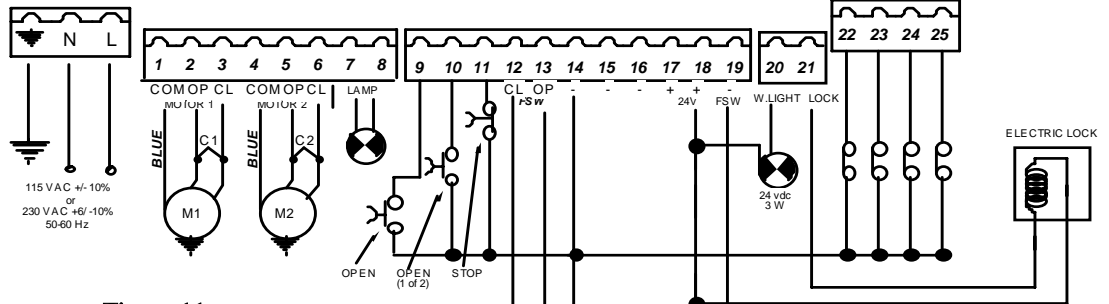 N L
1 2 3 4 5 6 7 8
9 10 11 12 13 14 15 16 17 18 19
20 21
22 23 24 25
COM OP CL COM OP CL LAMP
MOTOR 1 MOTOR 2
CL OP - - - + + -
FSW 24V FSW
W.LIGHT LOCK
BLUE
C1
BLUE
C2
M1
M2
115 VAC +/- 10%
or
230 VAC +6/ -10%
50-60 Hz
24 vdc
3 W
ELECTRIC LOCK
OPEN
OPEN
(1 of 2)
STOP